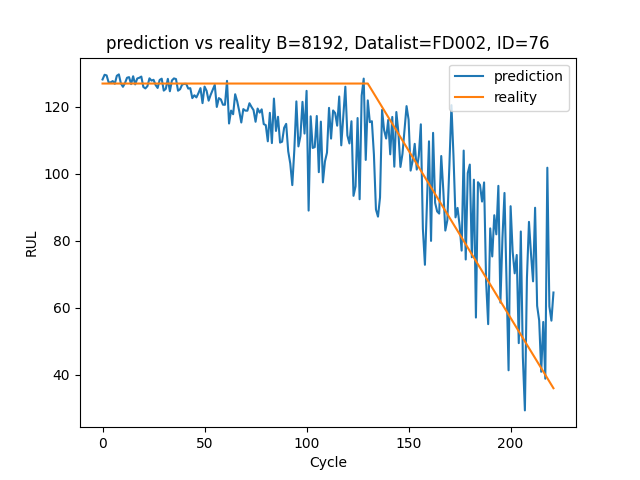 prediction vs reality B=8192, Datalist=FD002, ID=76
prediction
reality
RUL
120
100
80
60
40
0
50
100
150
200
Cycle